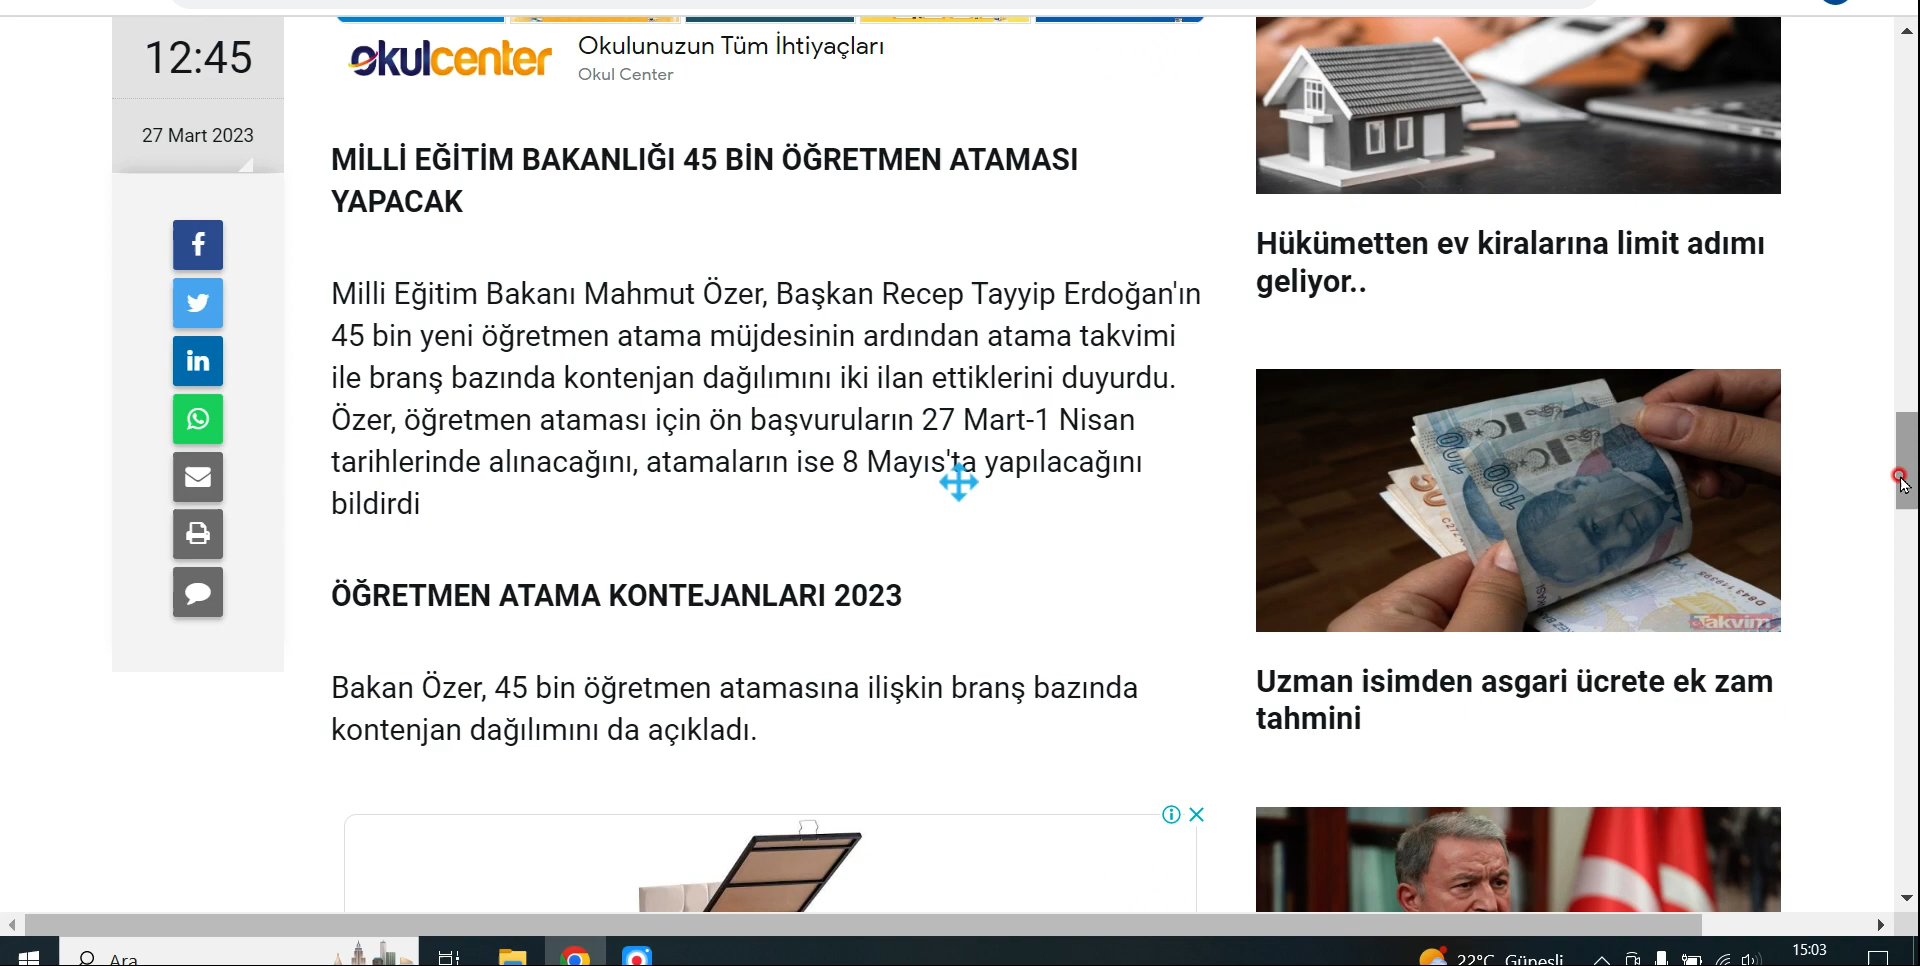 12:45
27 Mart 2023
okulcenter
Okulunuzun Tüm İhtiyaçları
Okul Center
MİLLİ EĞİTİM BAKANLIĞI 45 BİN ÖĞRETMEN ATAMASI
YAPACAK
Milli Eğitim Bakanı Mahmut Özer, Başkan Recep Tayyip Erdoğan'ın
45 bin yeni öğretmen atama müjdesinin ardından atama takvimi
ile branş bazında kontenjan dağılımını iki ilan ettiklerini duyurdu.
Özer, öğretmen ataması için ön başvuruların 27 Mart-1 Nisan
tarihlerinde alınacağını, atamaların ise 8 Mayıs'ta yapılacağını
bildirdi
ÖĞRETMEN ATAMA KONTEJANLARI 2023
Bakan Özer, 45 bin öğretmen atamasına ilişkin branş bazında
kontenjan dağılımını da açıkladı.
Hükümetten ev kiralarına limit adımı
geliyor..
100
100
Takvim
Uzman isimden asgari ücrete ek zam
tahmini
Ara
22°C Güneşli
15:03